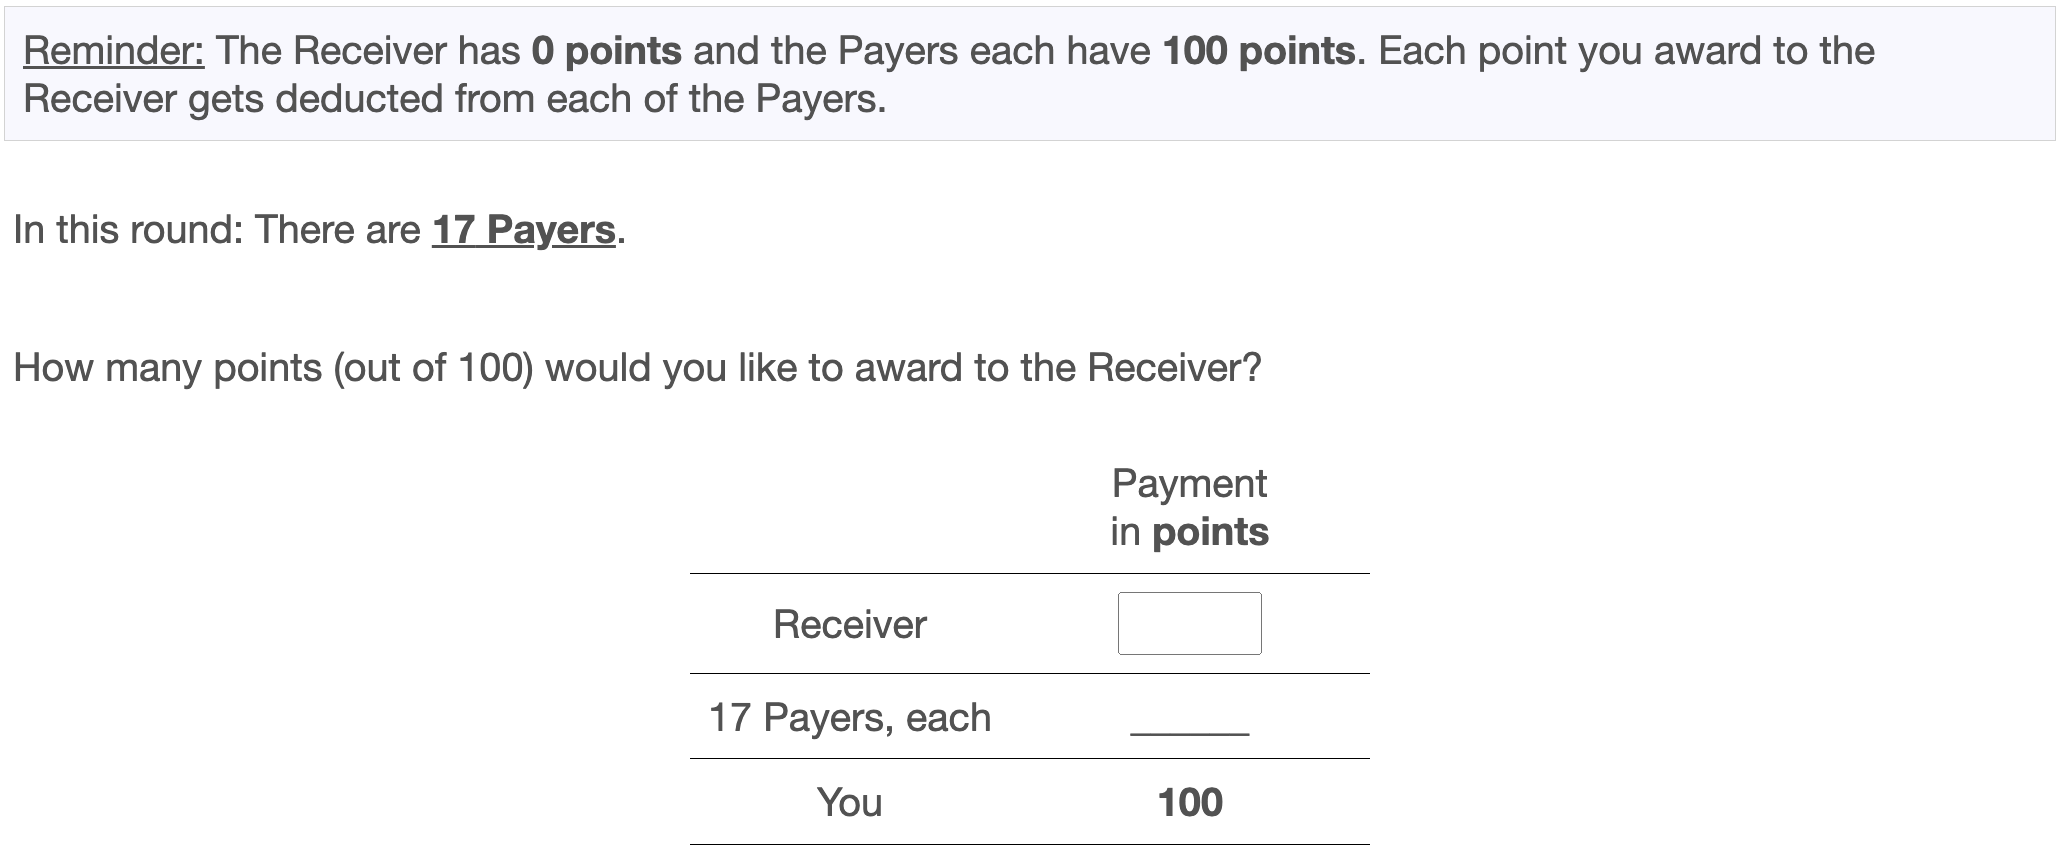 Reminder: The Receiver has 0 points and the Payers each have 100 points. Each point you award to the
Receiver gets deducted from each of the Payers.
In this round: There are 17 Payers.
How many points (out of 100) would you like to award to the Receiver?
Payment
in points
Receiver
17 Payers, each ______
You 100